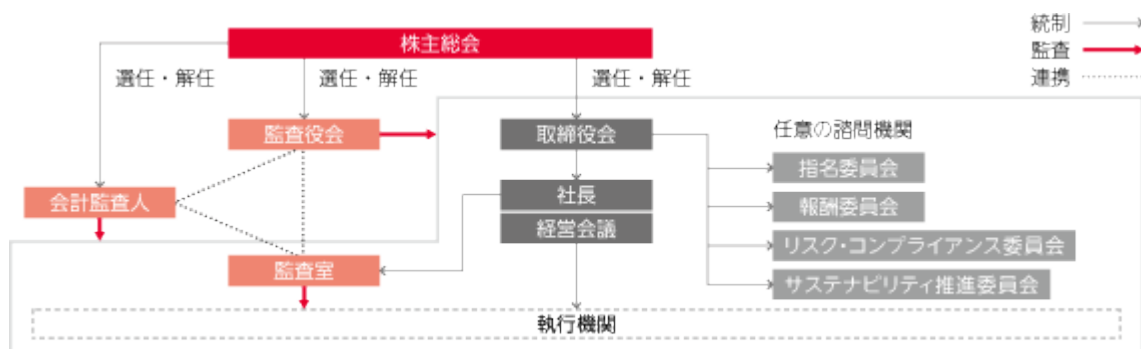 統制
株主総会
監査
選任・解任
選任・解任
選任・解任
連携
監査役会
取締役会
任意の諮問機関
指名委員会
会計監査人
社長
報酬委員会
経営会議
リスク・コンプライアンス委員会
監査室
サステナビリティ推進委員会
執行機関